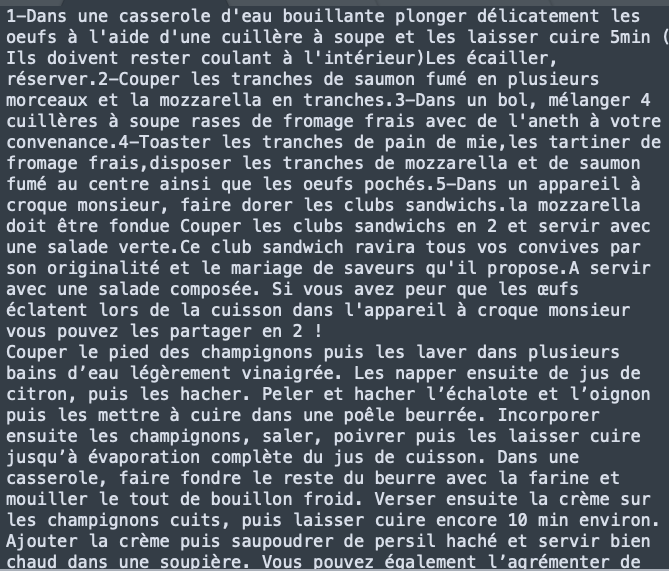 1-Dans une casserole d'eau bouillante plonger délicatement les
oeufs à l'aide d'une cuillère à soupe et les laisser cuire 5min (
Ils doivent rester coulant à l'intérieur)Les écailler,
réserver.2-Couper les tranches de saumon fumé en plusieurs
morceaux et la mozzarella en tranches.3-Dans un bol, mélanger 4
cuillères à soupe rases de fromage frais avec de l'aneth à votre
convenance.4-Toaster les tranches de pain de mie,les tartiner de
fromage frais,disposer les tranches de mozzarella et de saumon
fumé au centre ainsi que les oeufs pochés.5-Dans un appareil à
croque monsieur, faire dorer les clubs sandwichs.la mozzarella
doit être fondue Couper les clubs sandwichs en 2 et servir avec
une salade verte.Ce club sandwich ravira tous vos convives par
son originalité et le mariage de saveurs qu'il propose.A servir
avec une salade composée. Si vous avez peur que les œufs
éclatent lors de la cuisson dans l'appareil à croque monsieur
vous pouvez les partager en 2 !
Couper le pied des champignons puis les laver dans plusieurs
bains d’eau légèrement vinaigrée. Les napper ensuite de jus de
citron, puis les hacher. Peler et hacher l’échalote et l’oignon
puis les mettre à cuire dans une poêle beurrée. Incorporer
ensuite les champignons, saler, poivrer puis les laisser cuire
jusqu’à évaporation complète du jus de cuisson. Dans une
casserole, faire fondre le reste du beurre avec la farine et
mouiller le tout de bouillon froid. Verser ensuite la crème sur
les champignons cuits, puis laisser cuire encore 10 min environ.
Ajouter la crème puis saupoudrer de persil haché et servir bien
chaud dans une soupière. Vous pouvez également l’agrémenter de